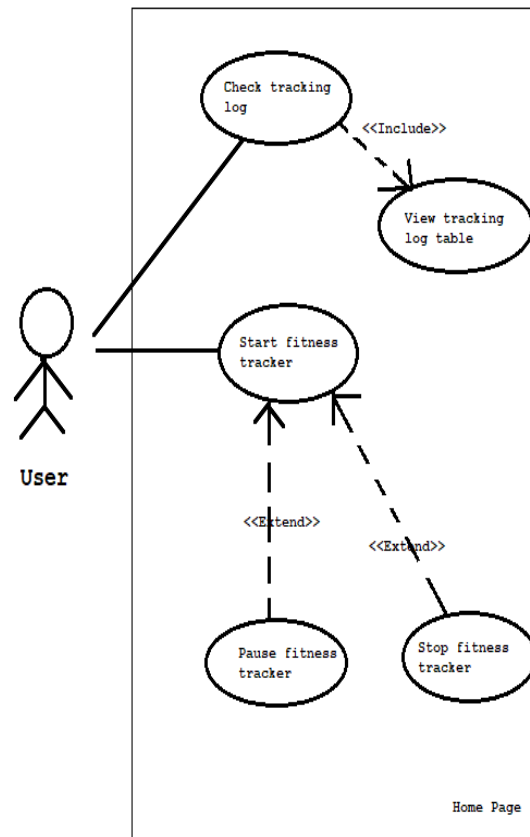 Check tracking
log
<<Include>>
View tracking
log table
Start fitness
tracker
User
<<Extend>>
<<Extend>>
Pause fitness
tracker
Stop fitness
tracker
Home Page